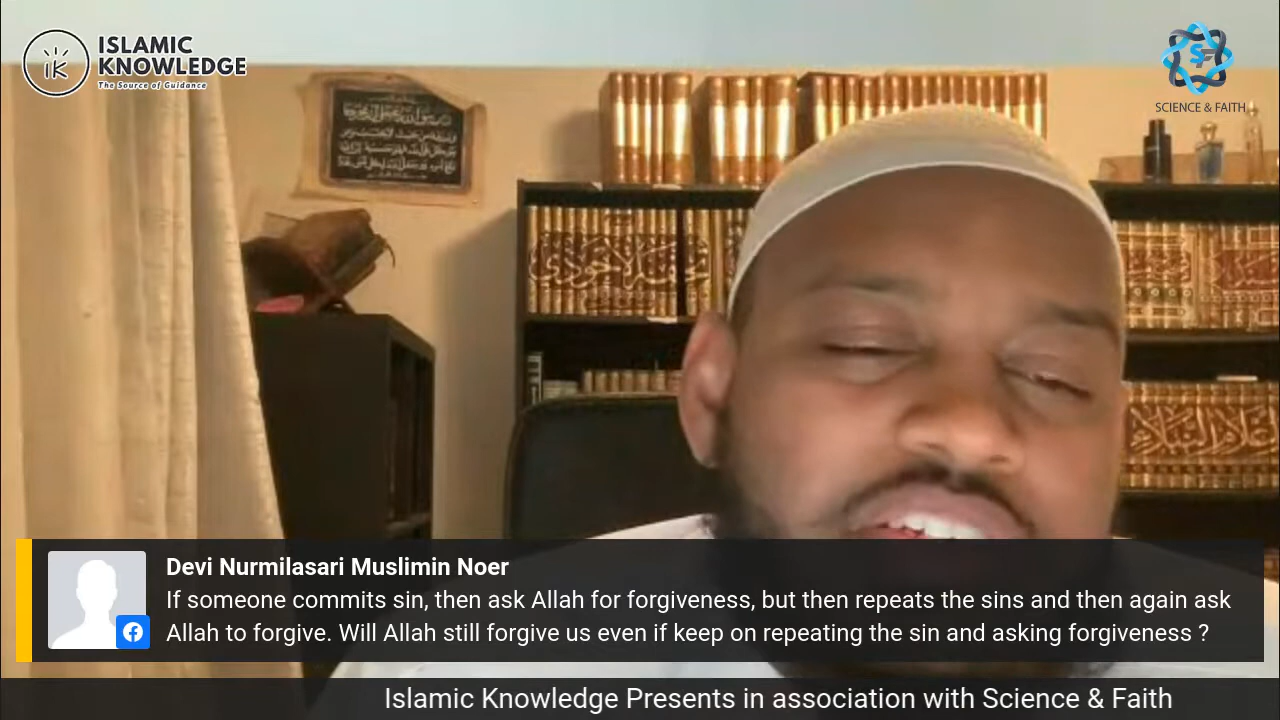 ISLAMIC
KNOWLEDGE
The Source of Guidance
iK
SF
SCIENCE & FAITH
Devi Nurmilasari Muslimin Noer
If someone commits sin, then ask Allah for forgiveness, but then repeats the sins and then again ask
Allah to forgive. Will Allah still forgive us even if keep on repeating the sin and asking forgiveness ?
Islamic Knowledge Presents in association with Science & Faith